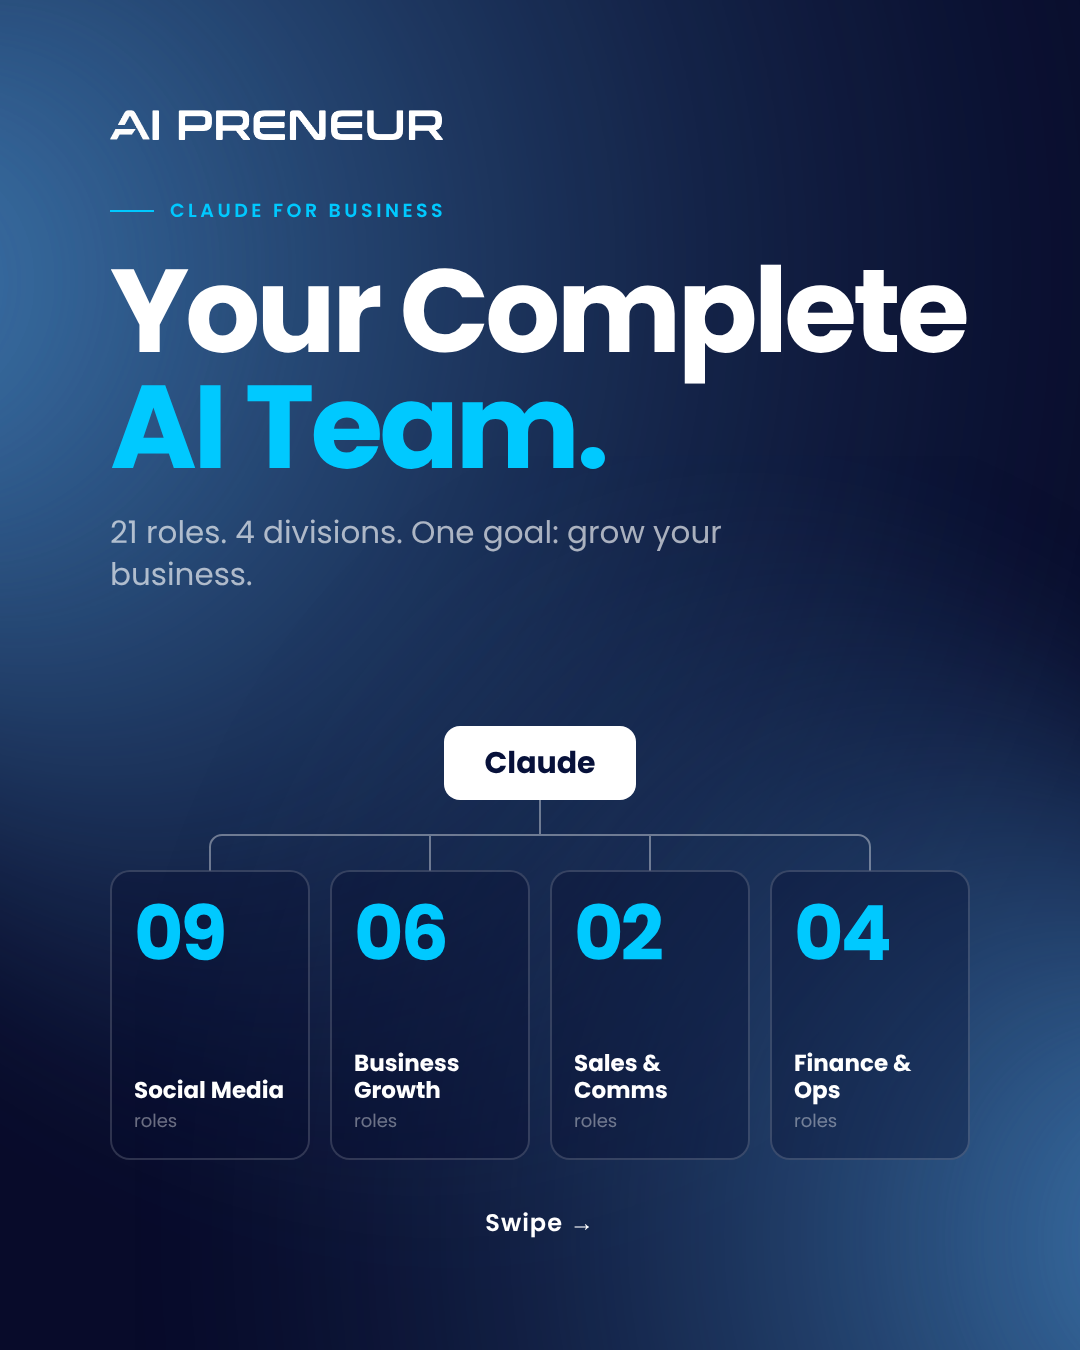 AI PRENEUR
CLAUDE FOR BUSINESS
Your Complete
AI Team.
21 roles. 4 divisions. One goal: grow your
business.
Claude
09
Social Media
roles
06
Business
Growth
roles
02
Sales &
Comms
roles
04
Finance &
Ops
roles
Swipe →